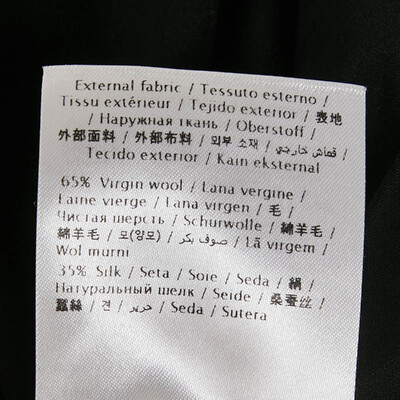 External fabric / Tessuto esterno /
Tissu extérieur / Tejido exterior / 表地
/ Наружная ткань / Oberstoff /
外部面料 / 外部布料 / 외부 소재 / قماش خارجي /
Tecido exterior / Kain eksternal
65% Virgin wool / Lana vergine /
Laine vierge / Lana virgen / 毛 /
Чистая шерсть / Schurwolle / 綿羊毛 /
綿羊毛 / 모(양모) / صوف بكر / Lã virgem /
Wol murni
35% Silk / Seta / Soie / Seda / 絹 /
Натуральный шелк / Seide / 桑蚕丝 /
蠶絲 / 견 / حرير / Seda / Sutera